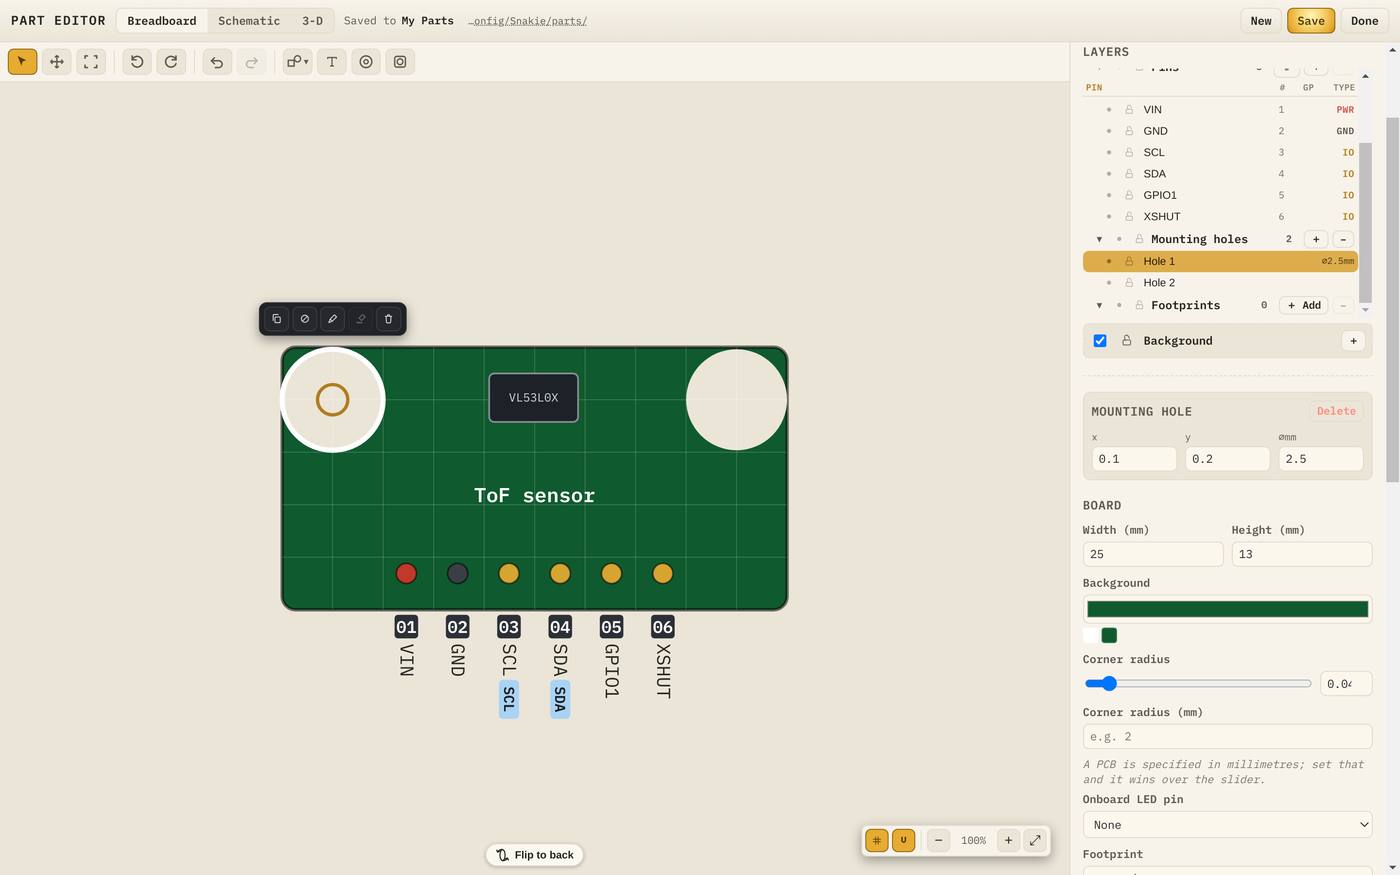 PART EDITOR
Breadboard
Schematic
3-D
Saved to My Parts
…onfig/Snakie/parts/
New
Save
Done
T
LAYERS
PIN # GP TYPE
VIN 1 PWR
GND 2 GND
SCL 3 IO
SDA 4 IO
GPIO1 5 IO
XSHUT 6 IO
Mounting holes 2 + −
Hole 1 ⌀2.5mm
Hole 2
Footprints 0 + Add −
Background +
MOUNTING HOLE Delete
x y ⌀mm
0.1 0.2 2.5
BOARD
Width (mm) Height (mm)
25 13
Background
Corner radius
0.04
Corner radius (mm)
e.g. 2
A PCB is specified in millimetres; set that
and it wins over the slider.
Onboard LED pin
None
Footprint
VL53L0X
ToF sensor
01 02 03 04 05 06
VIN
GND
SCL
SDA
GPIO1
XSHUT
SCL
SDA
Flip to back
− 100% +